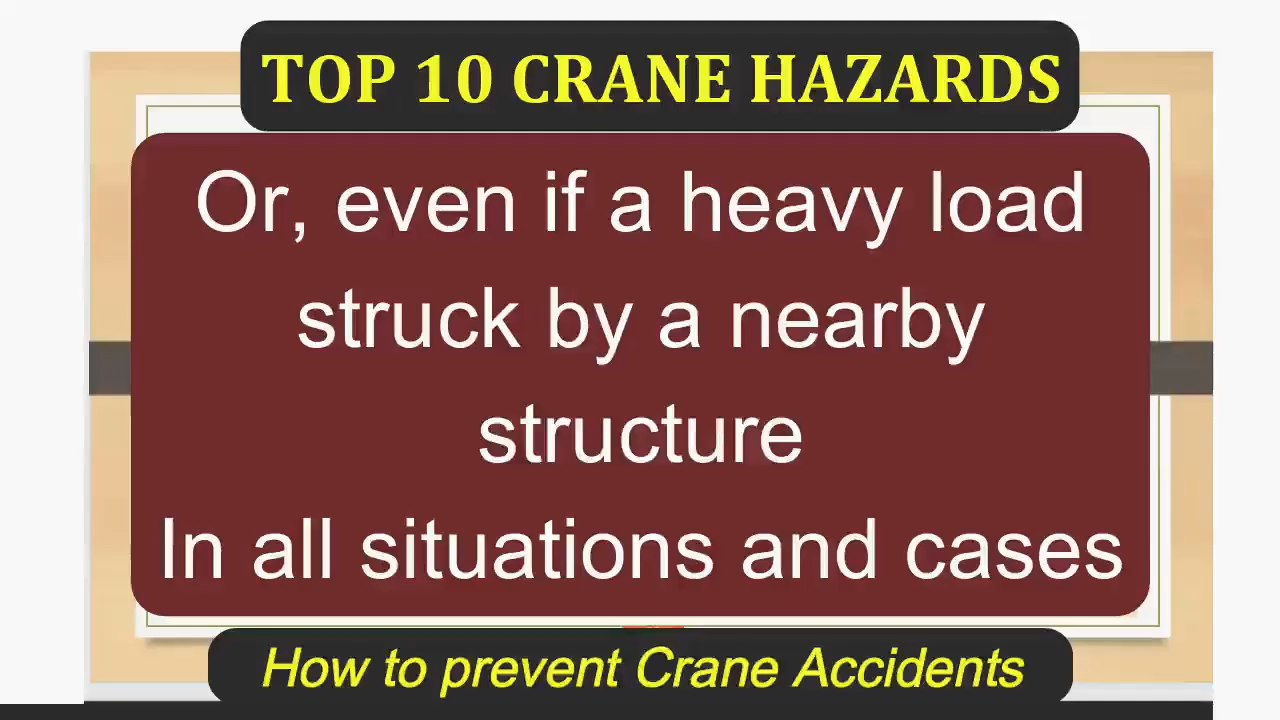 TOP 10 CRANE HAZARDS
Or, even if a heavy load
struck by a nearby
structure
In all situations and cases
How to prevent Crane Accidents